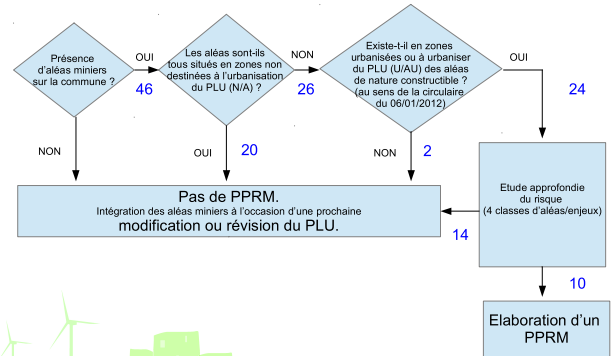 Présence
d'aléas miniers
sur la commune ?
OUI
46
NON
Les aléas sont-ils
tous situés en zones non
destinées à l'urbanisation
du PLU (N/A) ?
NON
26
OUI
20
Existe-t-il en zones
urbanisées ou à urbaniser
du PLU (U/AU) des aléas
de nature constructible ?
(au sens de la circulaire
du 06/01/2012)
OUI
24
NON
2
Pas de PPRM.
Intégration des aléas miniers à l'occasion d'une prochaine
modification ou révision du PLU.
Etude approfondie
du risque
(4 classes d'aléas/enjeux)
14
10
Elaboration d'un
PPRM